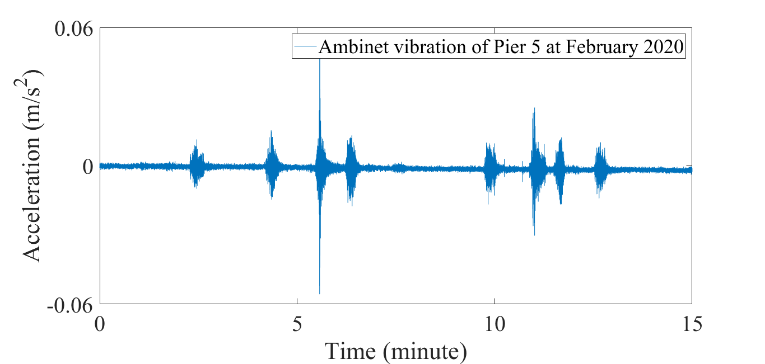 0.06
Ambinet vibration of Pier 5 at February 2020
Acceleration (m/s²)
0
-0.06
0 5 10 15
Time (minute)